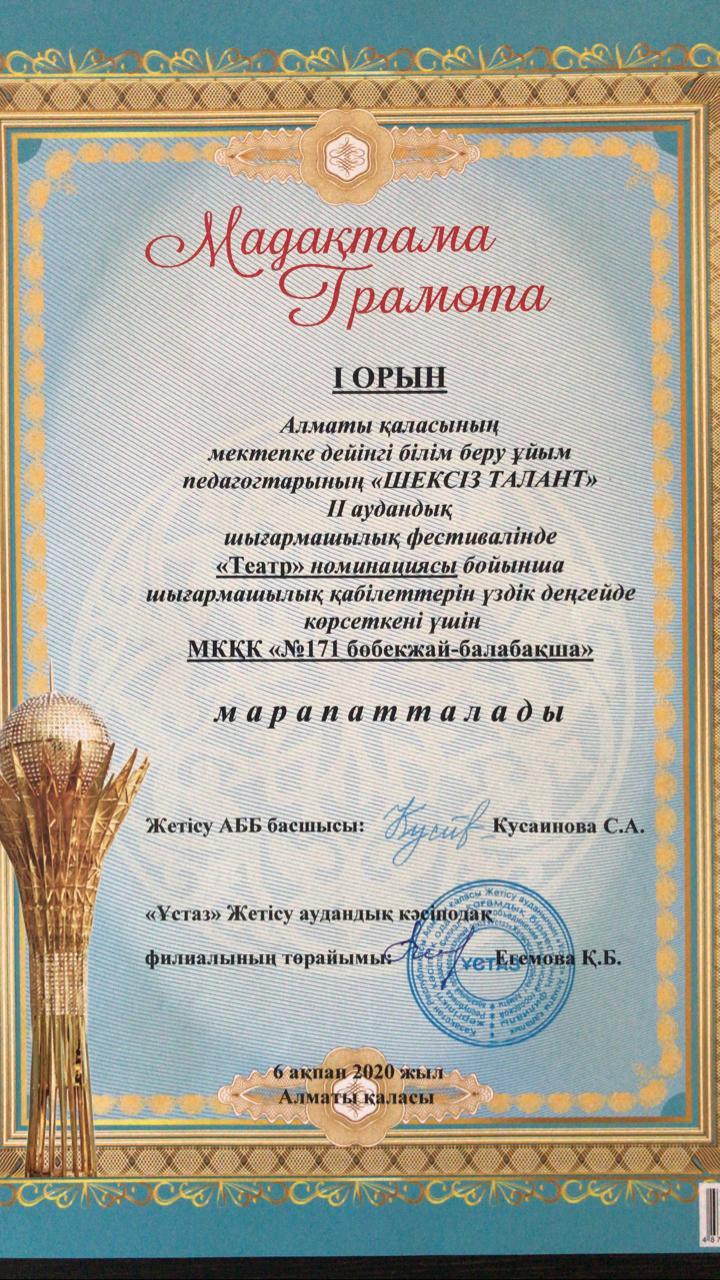 Мадақтама
Грамота
І ОРЫН
Алматы қаласының
мектепке дейінгі білім беру ұйым
педагогтарының «ШЕКСІЗ ТАЛАНТ»
ІІ аудандық
шығармашылық фестивалінде
«Театр» номинациясы бойынша
шығармашылық қабілеттерін үздік деңгейде
көрсеткені үшін
МКҚК «№171 бөбекжай-балабақша»
марапатталады
Жетісу АББ басшысы: Кусаинова С.А.
«Ұстаз» Жетісу аудандық кәсіподақ
филиалының төрайымы: Егемова Қ.Б.
ҰСТАЗ
6 ақпан 2020 жыл
Алматы қаласы